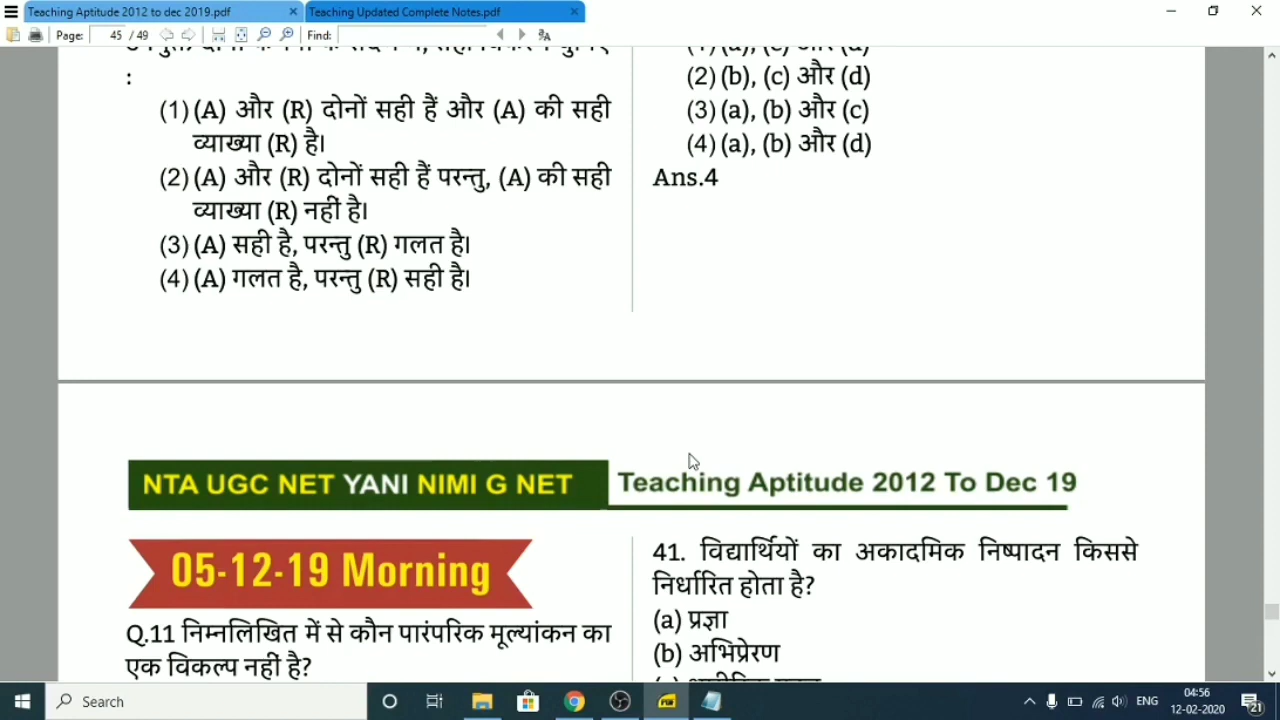 Teaching Aptitude 2012 to dec 2019.pdf
Teaching Updated Complete Notes.pdf
Page: 45 / 49 Find:
:
(1) (A) और (R) दोनों सही हैं और (A) की सही
व्याख्या (R) है।
(2) (A) और (R) दोनों सही हैं परन्तु, (A) की सही
व्याख्या (R) नहीं है।
(3) (A) सही है, परन्तु (R) गलत है।
(4) (A) गलत है, परन्तु (R) सही है।
(2) (b), (c) और (d)
(3) (a), (b) और (c)
(4) (a), (b) और (d)
Ans.4
NTA UGC NET YANI NIMI G NET
Teaching Aptitude 2012 To Dec 19
05-12-19 Morning
Q.11 निम्नलिखित में से कौन पारंपरिक मूल्यांकन का
एक विकल्प नहीं है?
41. विद्यार्थियों का अकादमिक निष्पादन किससे
निर्धारित होता है?
(a) प्रज्ञा
(b) अभिप्रेरण
Search
ENG
04:56
12-02-2020
21